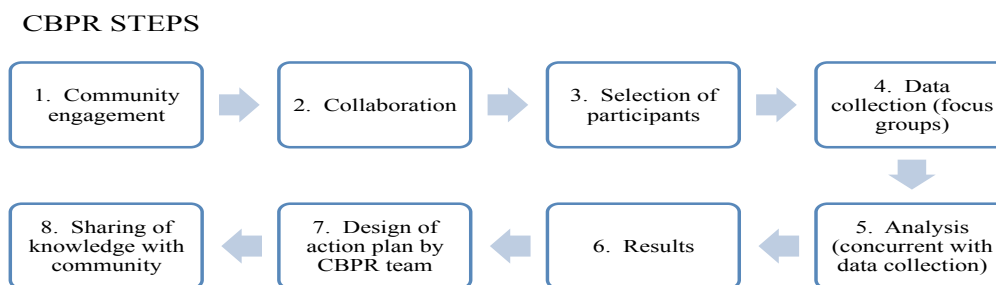 CBPR STEPS
1. Community
engagement
2. Collaboration
3. Selection of
participants
4. Data
collection (focus
groups)
5. Analysis
(concurrent with
data collection)
6. Results
7. Design of
action plan by
CBPR team
8. Sharing of
knowledge with
community